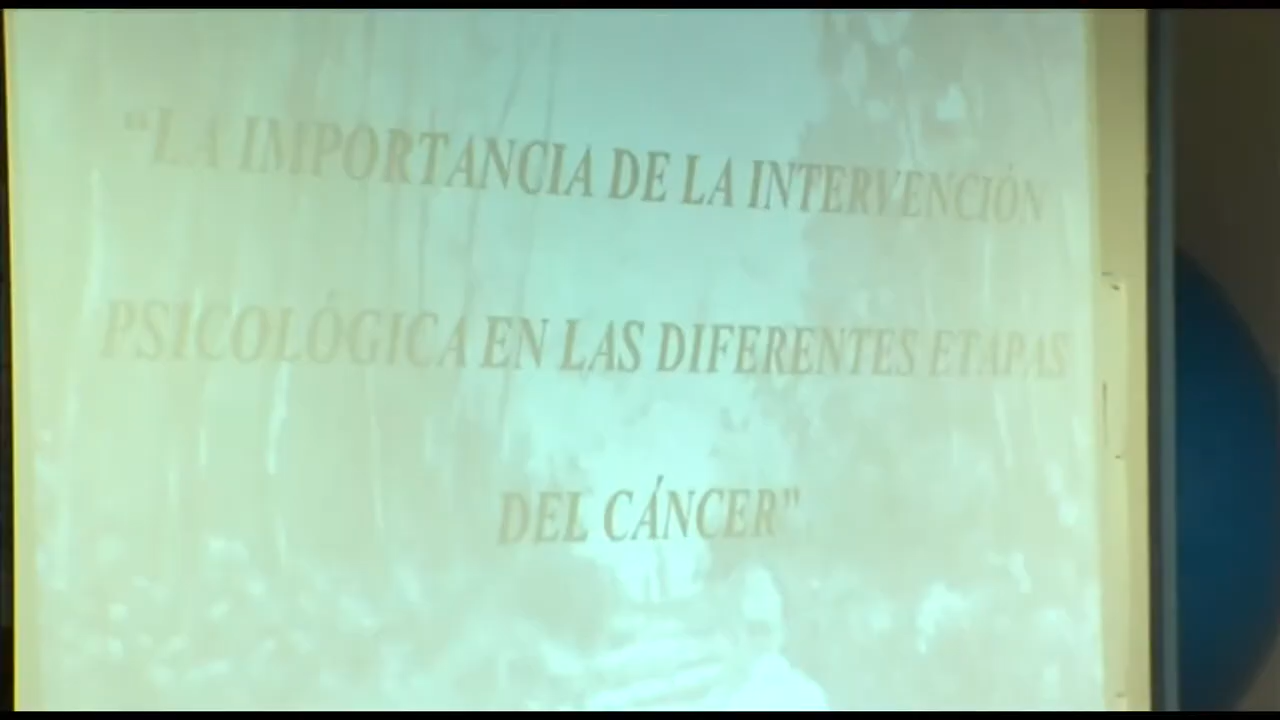 “LA IMPORTANCIA DE LA INTERVENCIÓN
PSICOLÓGICA EN LAS DIFERENTES ETAPAS
DEL CÁNCER"